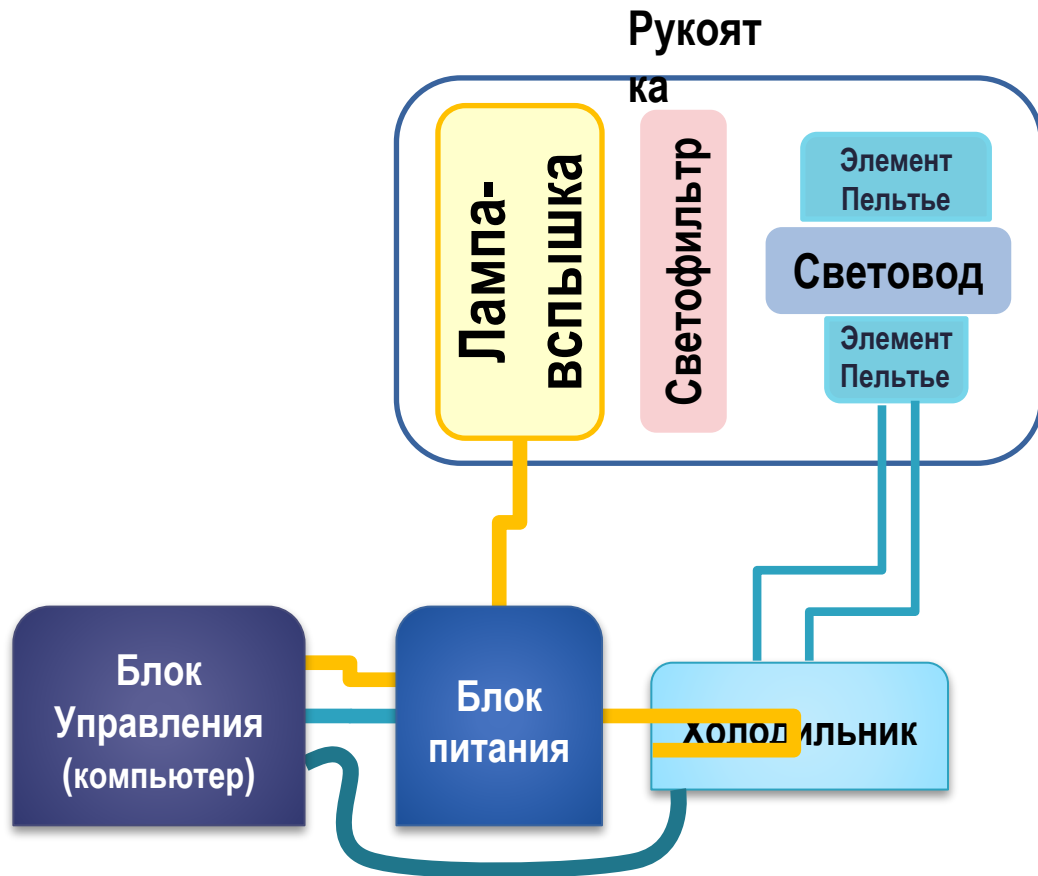 Рукоят
ка
Лампа-
вспышка
Светофильтр
Элемент
Пельтье
Световод
Элемент
Пельтье
Блок
Управления
(компьютер)
Блок
питания
Холодильник